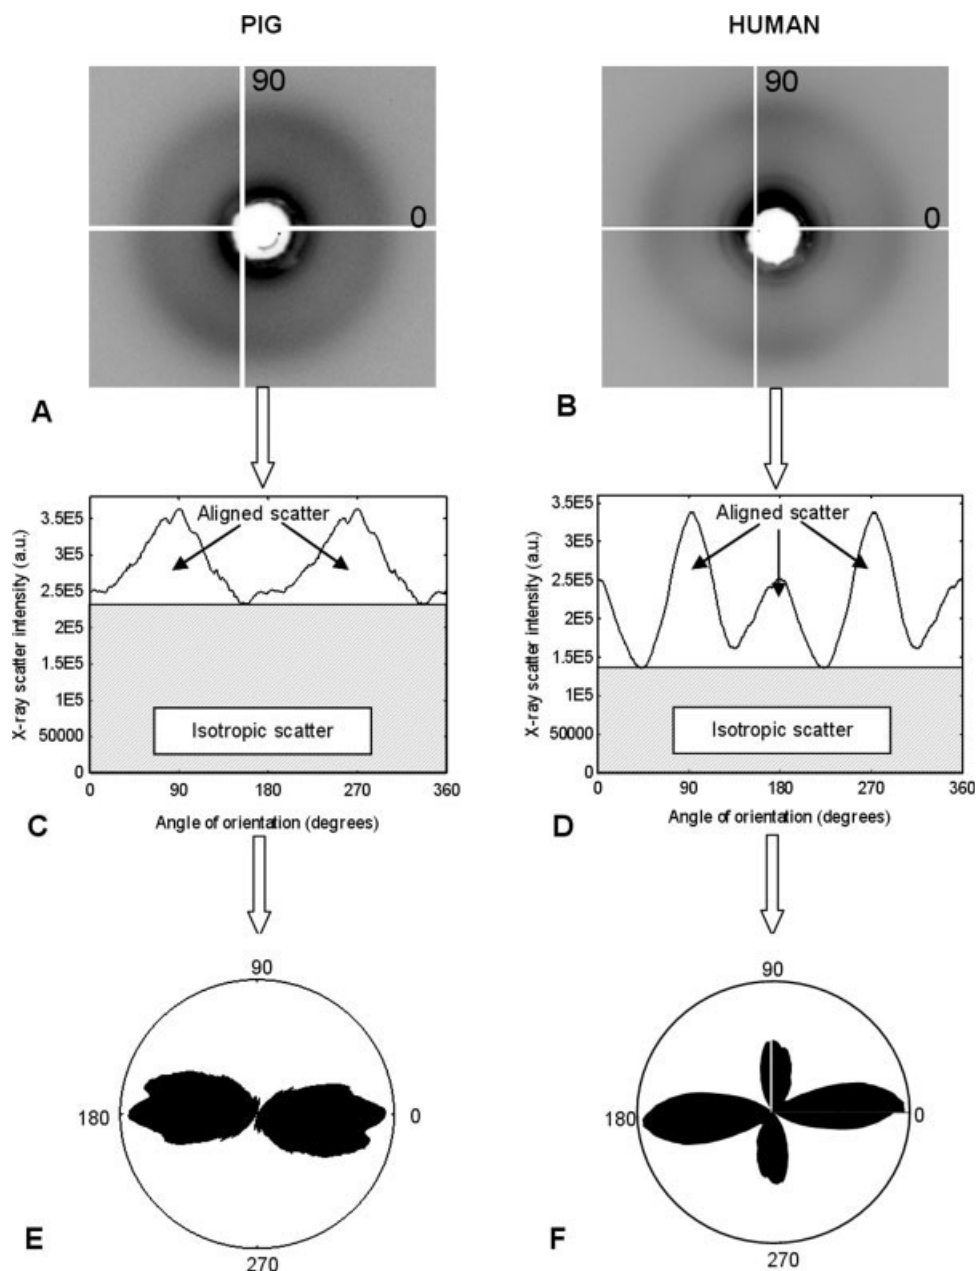 PIG
HUMAN
90
0
90
0
A
B
3.5E5
3E5
2.5E5
2E5
1.5E5
1E5
50000
0
X-ray scatter intensity (a.u.)
Aligned scatter
Isotropic scatter
0 90 180 270 360
Angle of orientation (degrees)
C
3.5E5
3E5
2.5E5
2E5
1.5E5
1E5
50000
0
X-ray scatter intensity (a.u.)
Aligned scatter
Isotropic scatter
0 90 180 270 360
Angle of orientation (degrees)
D
90
180
0
270
E
90
180
0
270
F